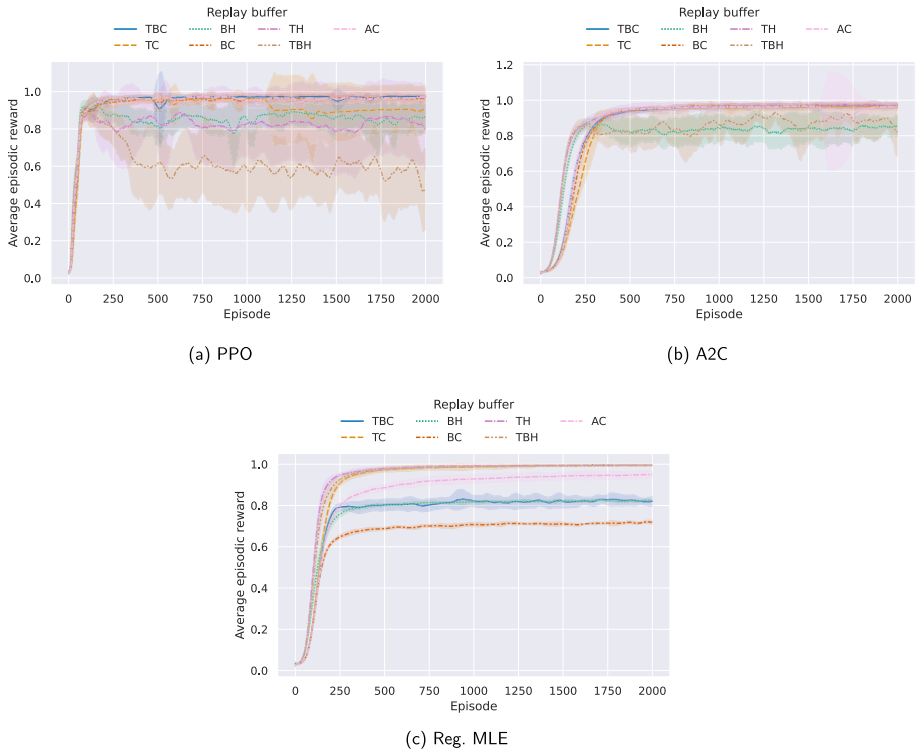 Replay buffer
TBC BH TH AC
TC BC TBH
Average episodic reward
1.0
0.8
0.6
0.4
0.2
0.0
0 250 500 750 1000 1250 1500 1750 2000
Episode
(a) PPO
Replay buffer
TBC BH TH AC
TC BC TBH
Average episodic reward
1.2
1.0
0.8
0.6
0.4
0.2
0.0
0 250 500 750 1000 1250 1500 1750 2000
Episode
(b) A2C
Replay buffer
TBC BH TH AC
TC BC TBH
Average episodic reward
1.0
0.8
0.6
0.4
0.2
0.0
0 250 500 750 1000 1250 1500 1750 2000
Episode
(c) Reg. MLE